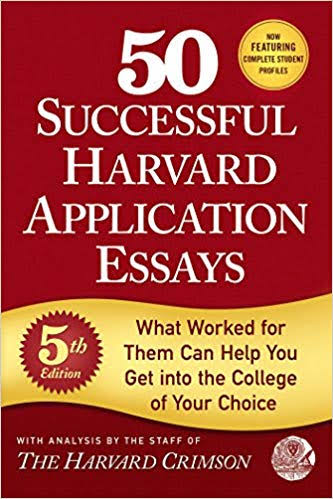 50
SUCCESSFUL
HARVARD
APPLICATION
ESSAYS
NOW
FEATURING
COMPLETE STUDENT
PROFILES
5th
Edition
What Worked for
Them Can Help You
Get into the College
of Your Choice
WITH ANALYSIS BY THE STAFF OF
THE HARVARD CRIMSON